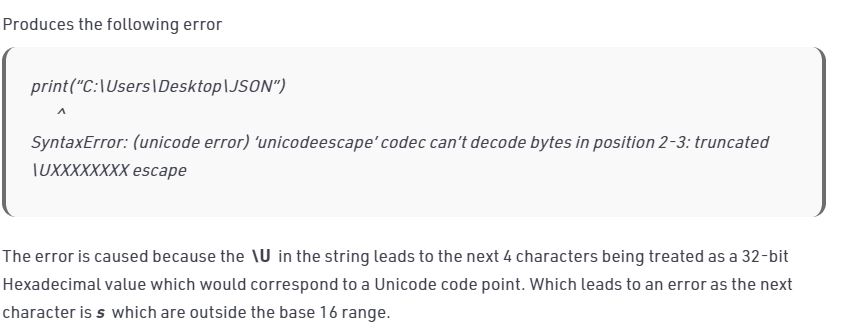 Produces the following error
print(“C:\Users\Desktop\JSON”)
^
SyntaxError: (unicode error) ‘unicodeescape’ codec can’t decode bytes in position 2-3: truncated
\UXXXXXXXX escape
The error is caused because the \U in the string leads to the next 4 characters being treated as a 32-bit
Hexadecimal value which would correspond to a Unicode code point. Which leads to an error as the next
character is s which are outside the base 16 range.